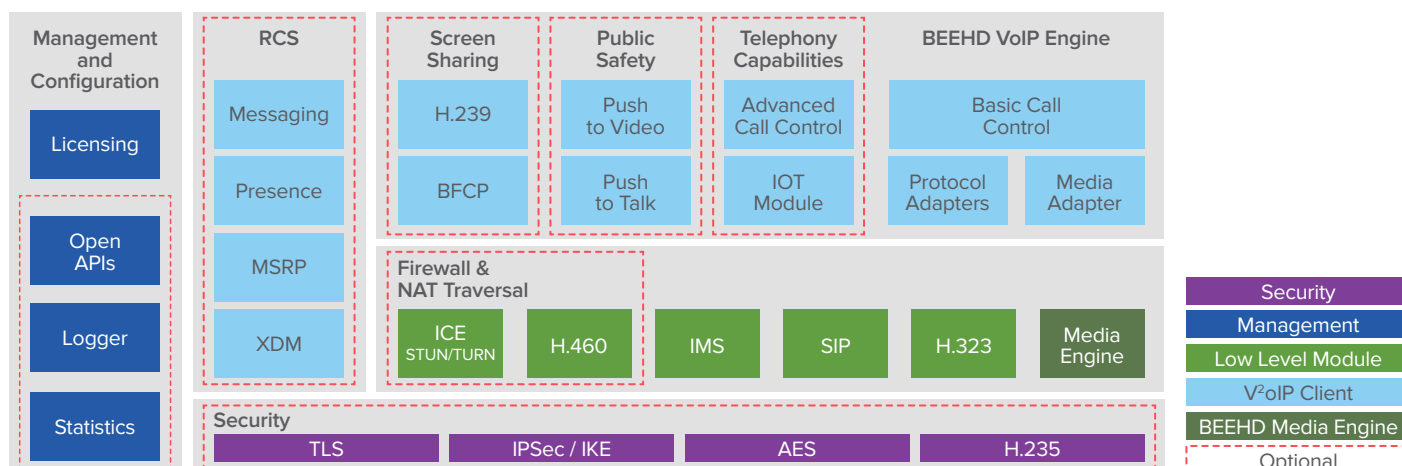 Management
and
Configuration
Licensing
Open
APIs
Logger
Statistics
RCS
Messaging
Presence
MSRP
XDM
Screen
Sharing
H.239
BFCP
Public
Safety
Push
to Video
Push
to Talk
Telephony
Capabilities
Advanced
Call Control
IOT
Module
BEEHD VoIP Engine
Basic Call
Control
Protocol
Adapters
Media
Adapter
Firewall &
NAT Traversal
ICE
STUN/TURN
H.460
IMS
SIP
H.323
Media
Engine
Security
TLS
IPSec / IKE
AES
H.235
Security
Management
Low Level Module
V²oIP Client
BEEHD Media Engine
Optional